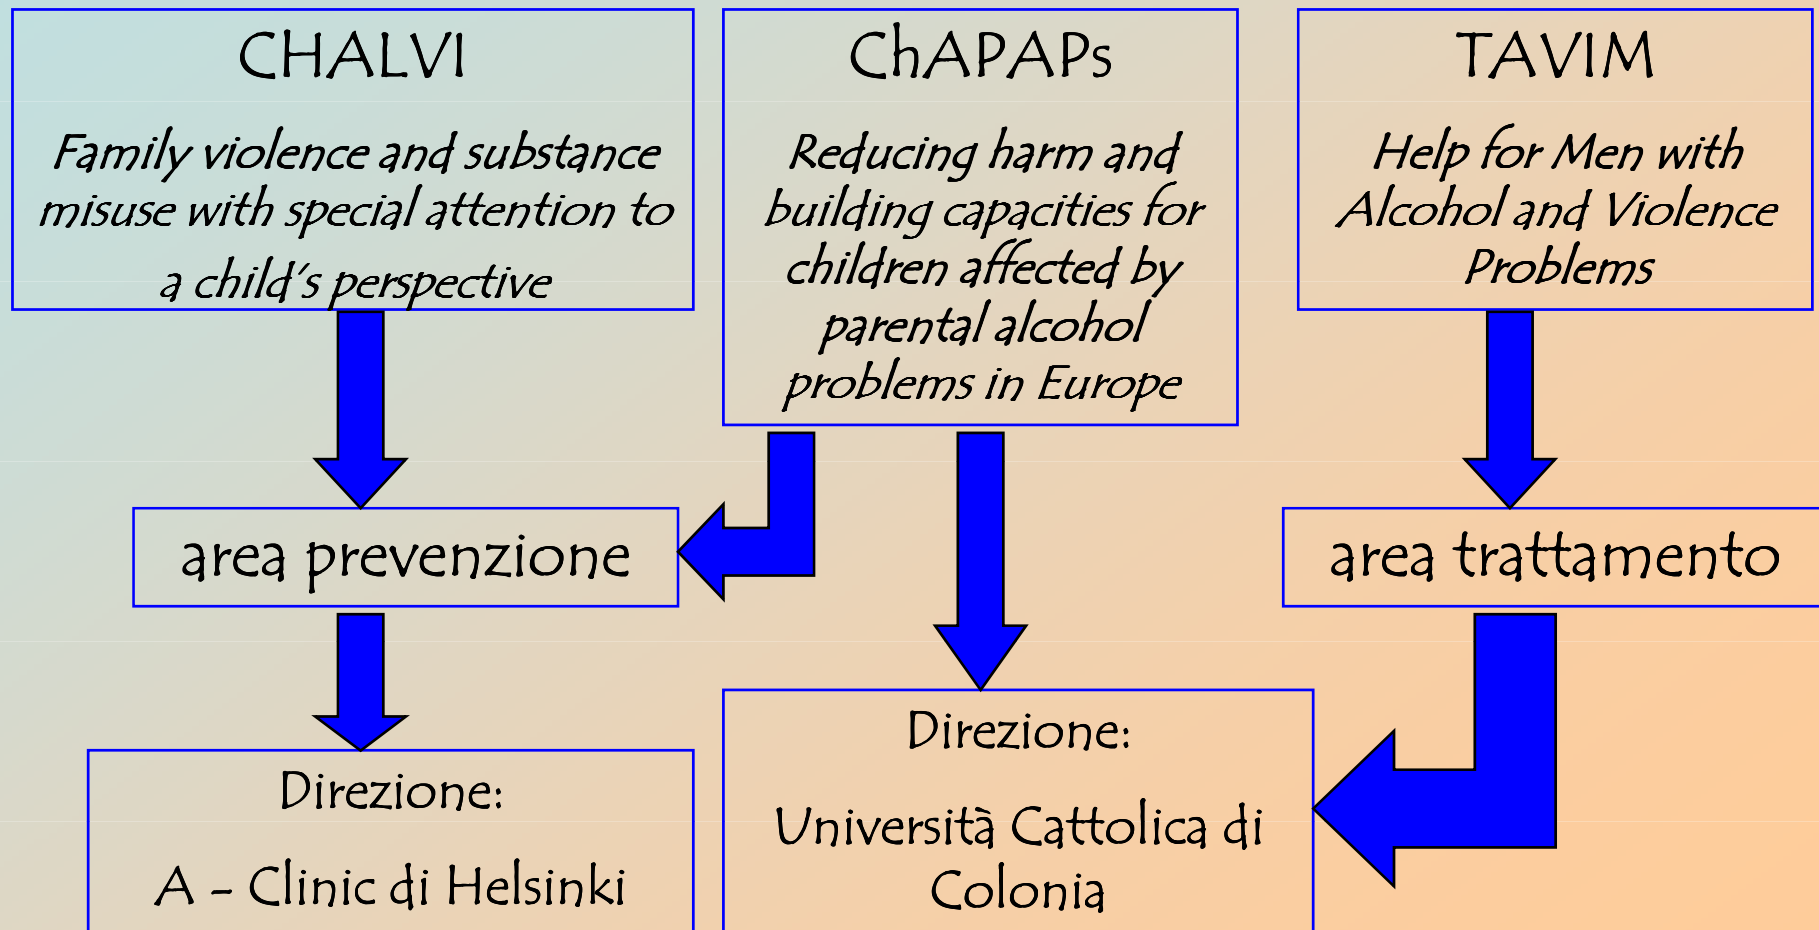 CHALVI
Family violence and substance
misuse with special attention to
a child's perspective
ChAPAPs
Reducing harm and
building capacities for
children affected by
parental alcohol
problems in Europe
TAVIM
Help for Men with
Alcohol and Violence
Problems
area prevenzione
area trattamento
Direzione:
A - Clinic di Helsinki
Direzione:
Università Cattolica di
Colonia